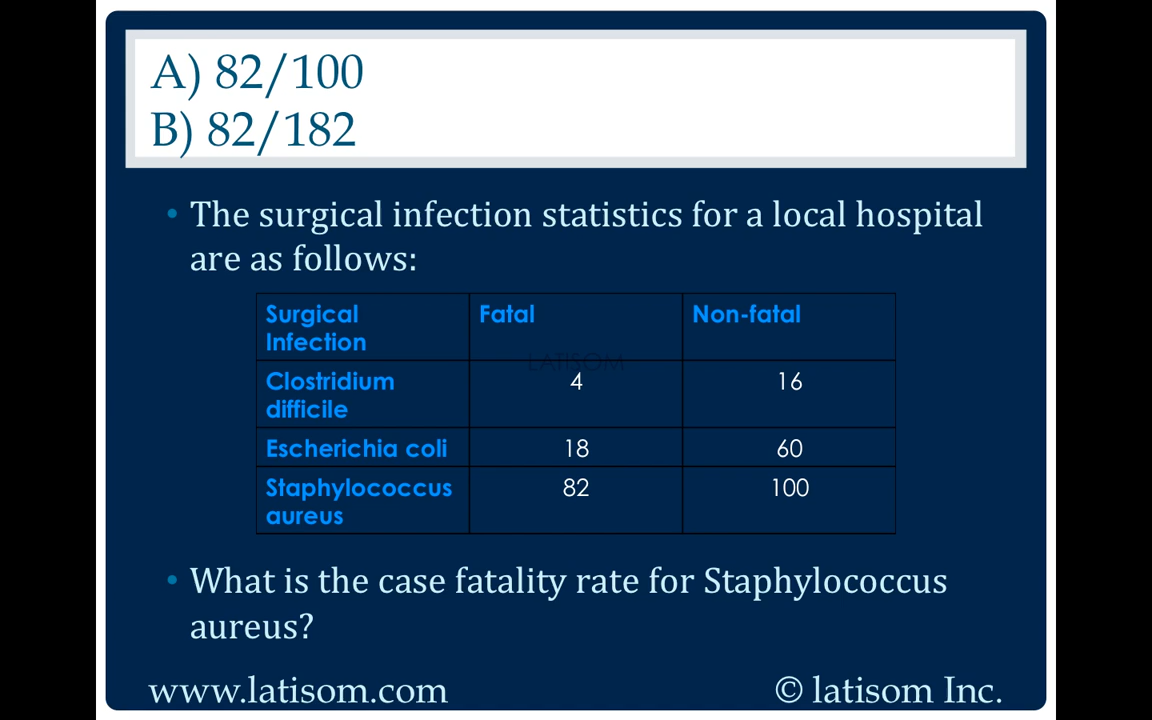 A) 82/100
B) 82/182
• The surgical infection statistics for a local hospital
are as follows:
Surgical
Infection
Fatal
Non-fatal
LATISOM
Clostridium
difficile
4
16
Escherichia coli
18
60
Staphylococcus
aureus
82
100
• What is the case fatality rate for Staphylococcus
aureus?
www.latisom.com
© latisom Inc.